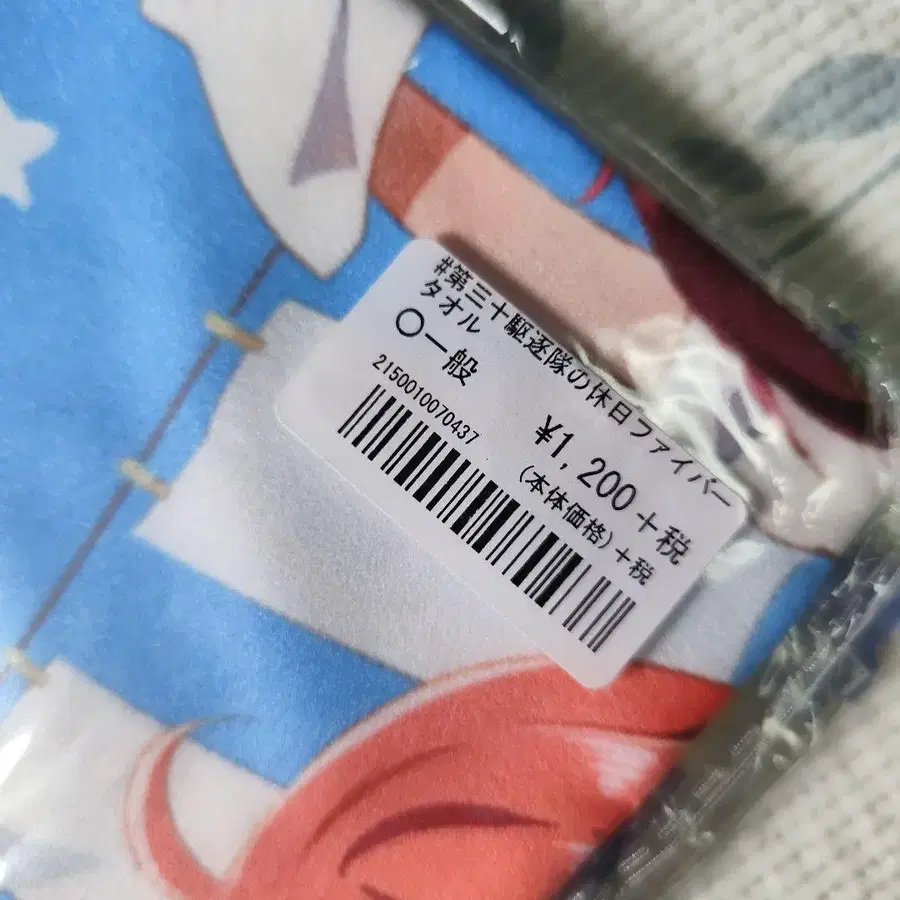 #第三十駆逐隊の休日ファイバー
タオル
〇一般
2150010070437
¥1,200+税
(本体価格)+税